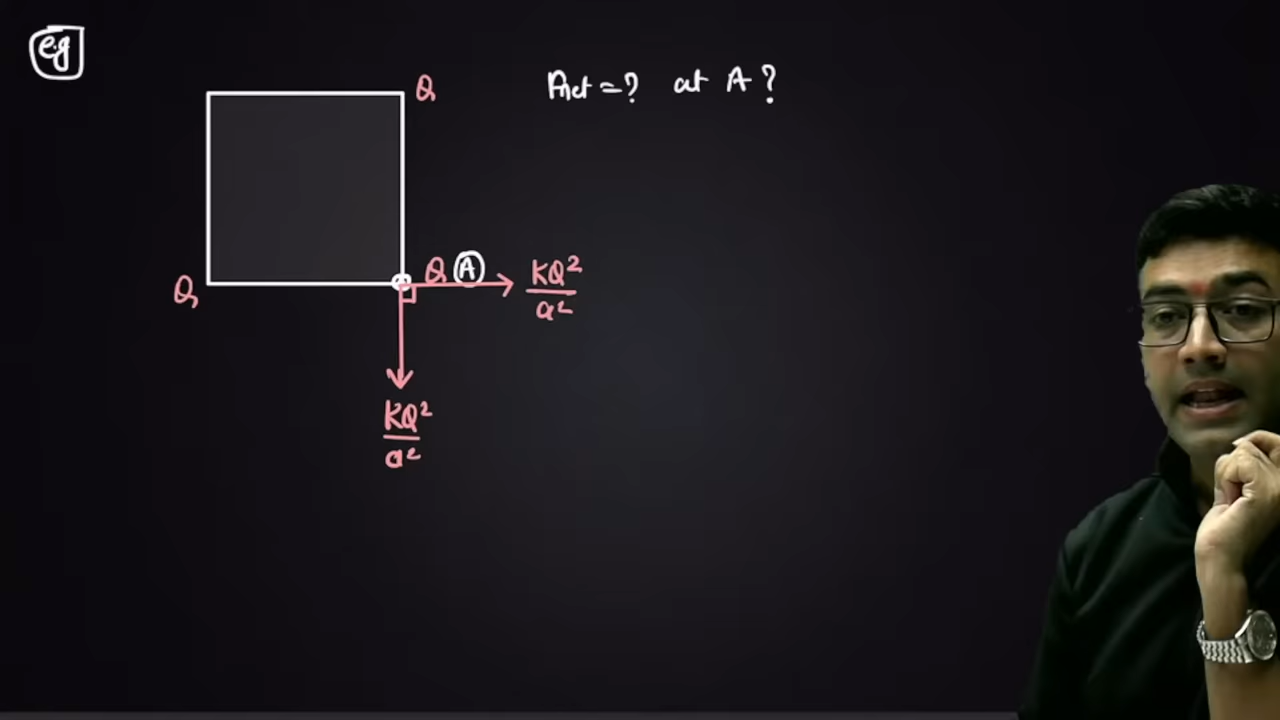 eg
Q
Fnet = ? at A ?
Q
Q A
KQ²
a²
KQ²
a²